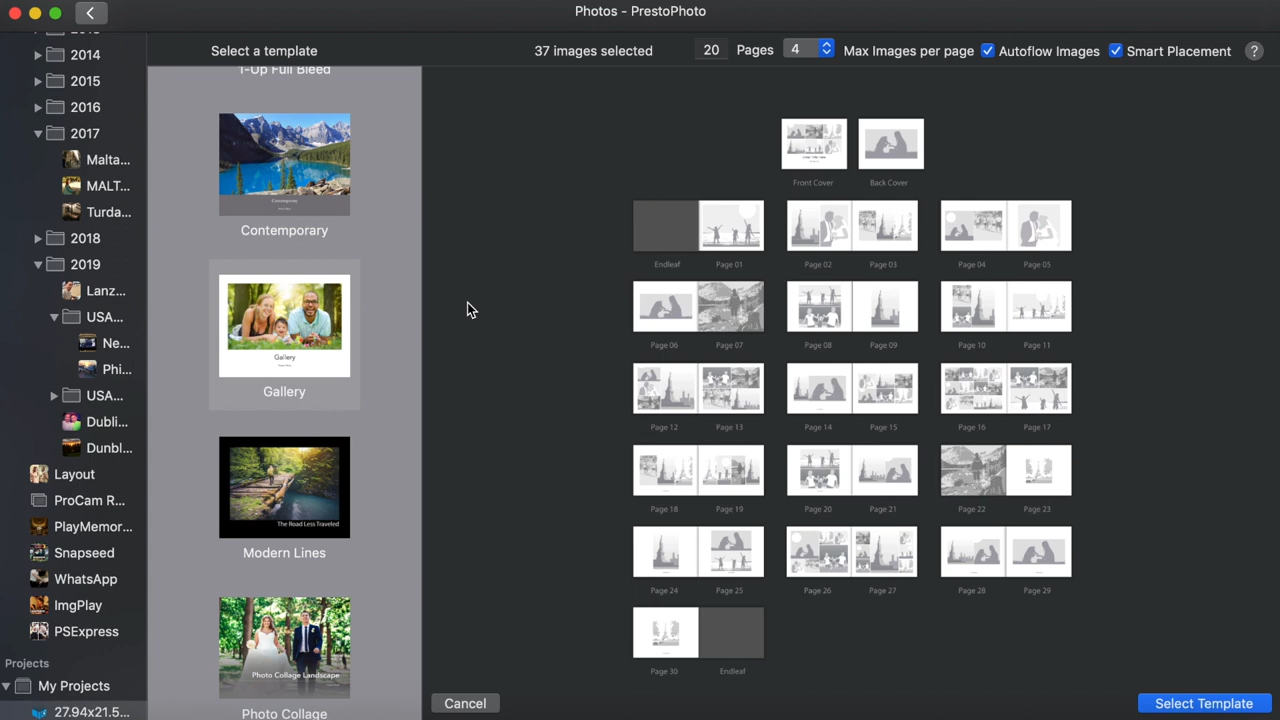 Photos - PrestoPhoto
2014
2015
2016
2017
Malta...
MALT...
Turda...
2018
2019
Lanz...
USA...
Ne...
Phi...
USA...
Dubli...
Dunbl...
Layout
ProCam R...
PlayMemor...
Snapseed
WhatsApp
ImgPlay
PSExpress
Projects
My Projects
27.94x21.5...
Select a template
37 images selected
20 Pages 4 Max Images per page Autoflow Images Smart Placement ?
1-Up Full Bleed
Contemporary
Contemporary
Gallery
Gallery
The Road Less Traveled
Modern Lines
Photo Collage Landscape
Photo Collage
Front Cover Back Cover
Endleaf Page 01 Page 02 Page 03 Page 04 Page 05
Page 06 Page 07 Page 08 Page 09 Page 10 Page 11
Page 12 Page 13 Page 14 Page 15 Page 16 Page 17
Page 18 Page 19 Page 20 Page 21 Page 22 Page 23
Page 24 Page 25 Page 26 Page 27 Page 28 Page 29
Page 30 Endleaf
Cancel
Select Template